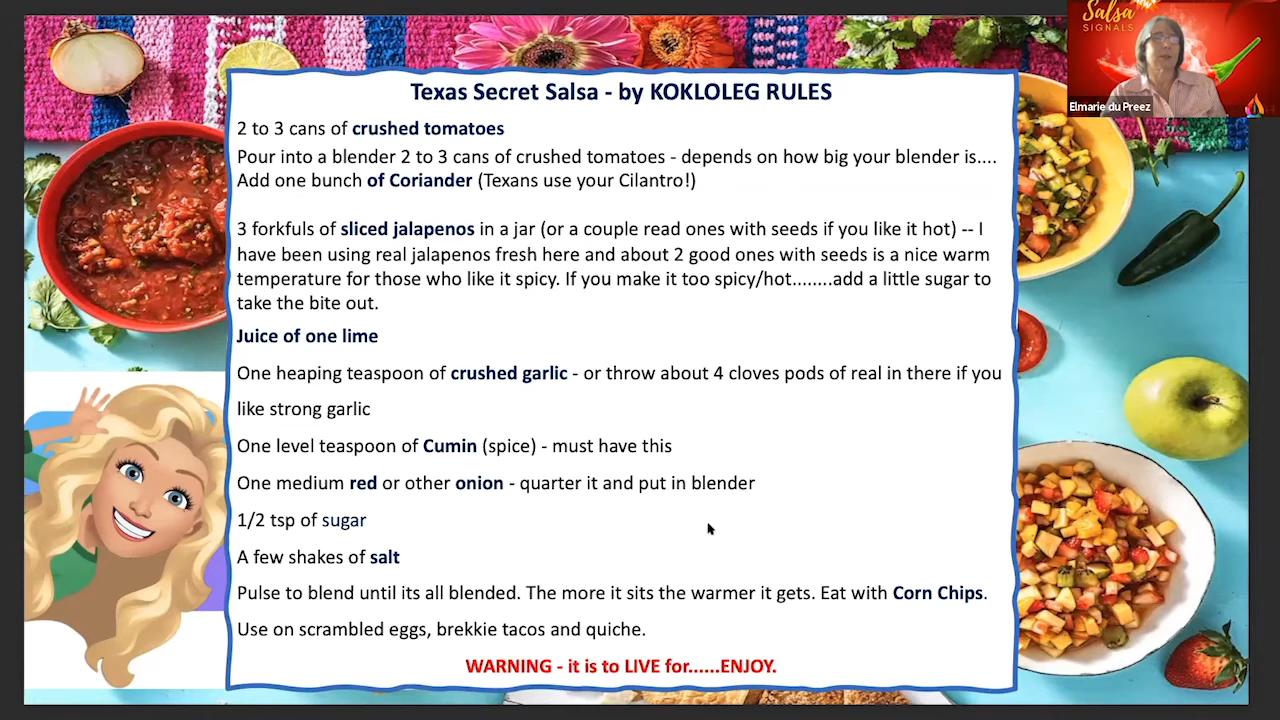 Texas Secret Salsa - by KOKLOLEG RULES
2 to 3 cans of crushed tomatoes
Pour into a blender 2 to 3 cans of crushed tomatoes - depends on how big your blender is....
Add one bunch of Coriander (Texans use your Cilantro!)
3 forkfuls of sliced jalapenos in a jar (or a couple read ones with seeds if you like it hot) -- I
have been using real jalapenos fresh here and about 2 good ones with seeds is a nice warm
temperature for those who like it spicy. If you make it too spicy/hot........add a little sugar to
take the bite out.
Juice of one lime
One heaping teaspoon of crushed garlic - or throw about 4 cloves pods of real in there if you
like strong garlic
One level teaspoon of Cumin (spice) - must have this
One medium red or other onion - quarter it and put in blender
1/2 tsp of sugar
A few shakes of salt
Pulse to blend until its all blended. The more it sits the warmer it gets. Eat with Corn Chips.
Use on scrambled eggs, brekkie tacos and quiche.
WARNING - it is to LIVE for......ENJOY.
Salsa
SIGNALS
Elmarie du Preez